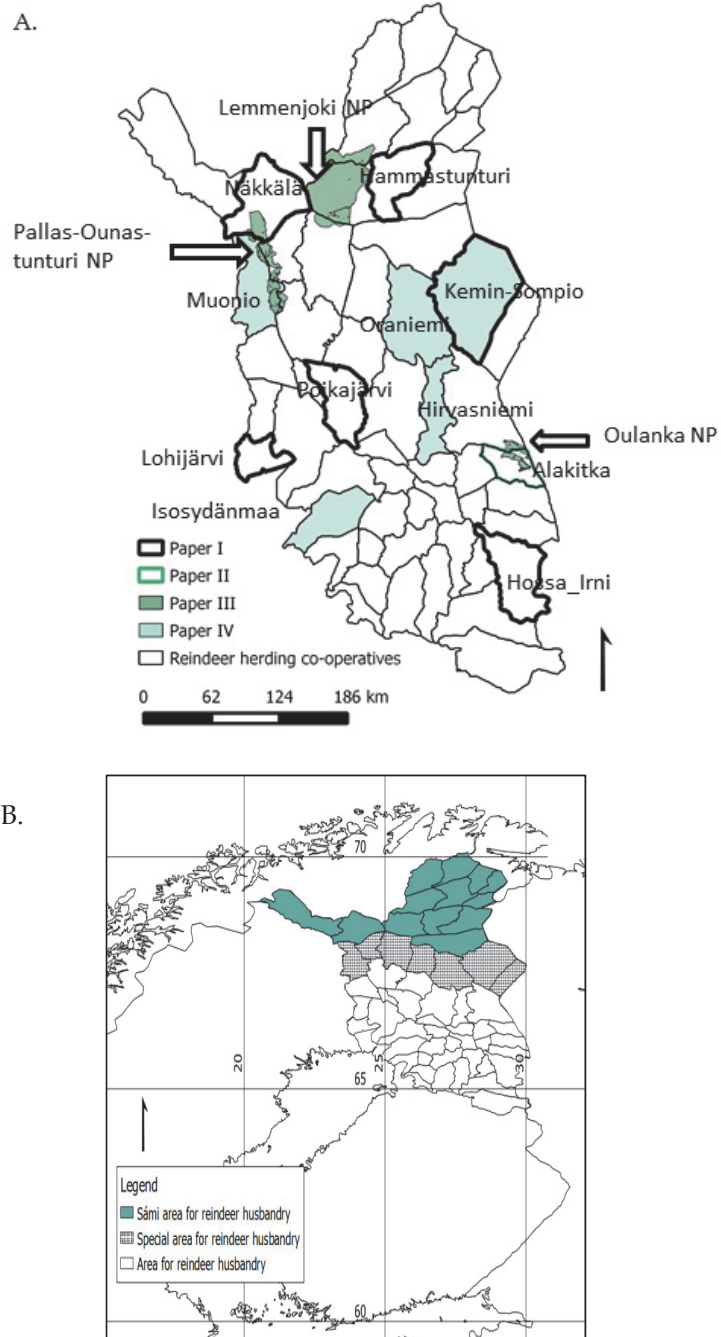 A.
Lemmenjoki NP
Näkkälä
Hammastunturi
Pallas-Ounas-
tunturi NP
Muonio
Kemin-Sompio
Oraniemi
Poikajärvi
Hirvasniemi
Oulanka NP
Lohijärvi
Alakitka
Isosydänmaa
Hossa_Irni
Paper I
Paper II
Paper III
Paper IV
Reindeer herding co-operatives
0 62 124 186 km
B.
70
20
25
30
65
Legend
Sámi area for reindeer husbandry
Special area for reindeer husbandry
Area for reindeer husbandry
60